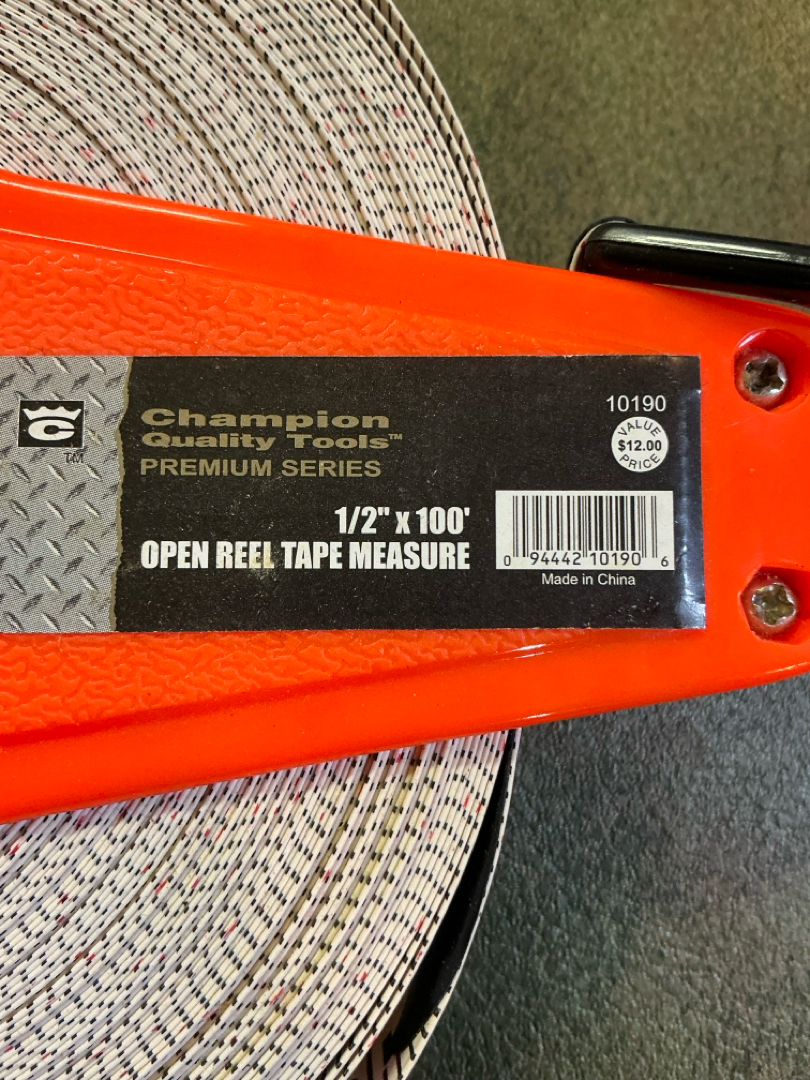 C
TM
Champion
Quality Tools™
PREMIUM SERIES
1/2" x 100'
OPEN REEL TAPE MEASURE
10190
VALUE
$12.00
PRICE
0 94442 10190 6
Made in China